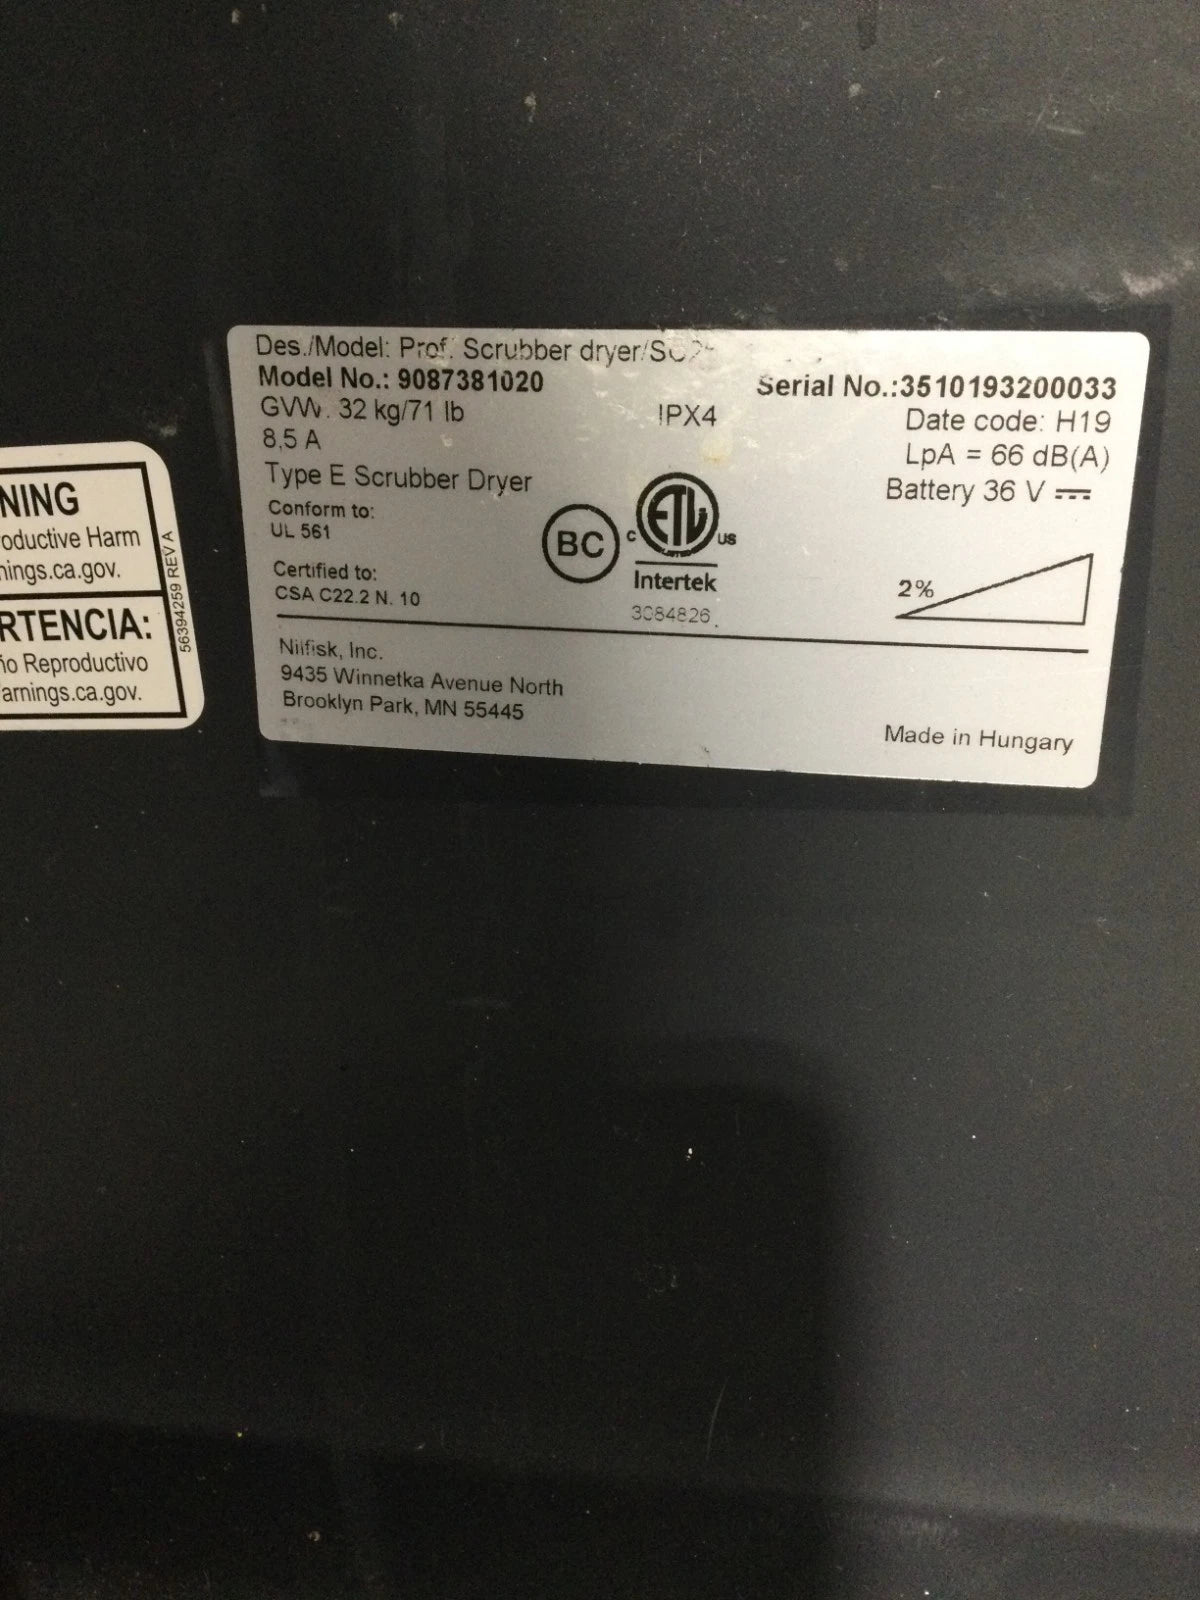 Des./Model: Prof. Scrubber
Model No.: 9087381020
Serial No.:3510193200033
GVW. 32 kg/71 lb
IPX4
Date code: H19
8,5 A
LpA = 66 dB(A)
Type E Scrubber Dryer
Battery 36 V
Conform to:
UL 561
BC
C ETL US
LISTED
Intertek
3084826
2%
Certified to:
CSA C22.2 N. 10
Nilfisk, Inc.
9435 Winnetka Avenue North
Brooklyn Park, MN 55445
Made in Hungary
NING
oductive Harm
nings.ca.gov.
RTENCIA:
ño Reproductivo
arnings.ca.gov.
56394259 REV A